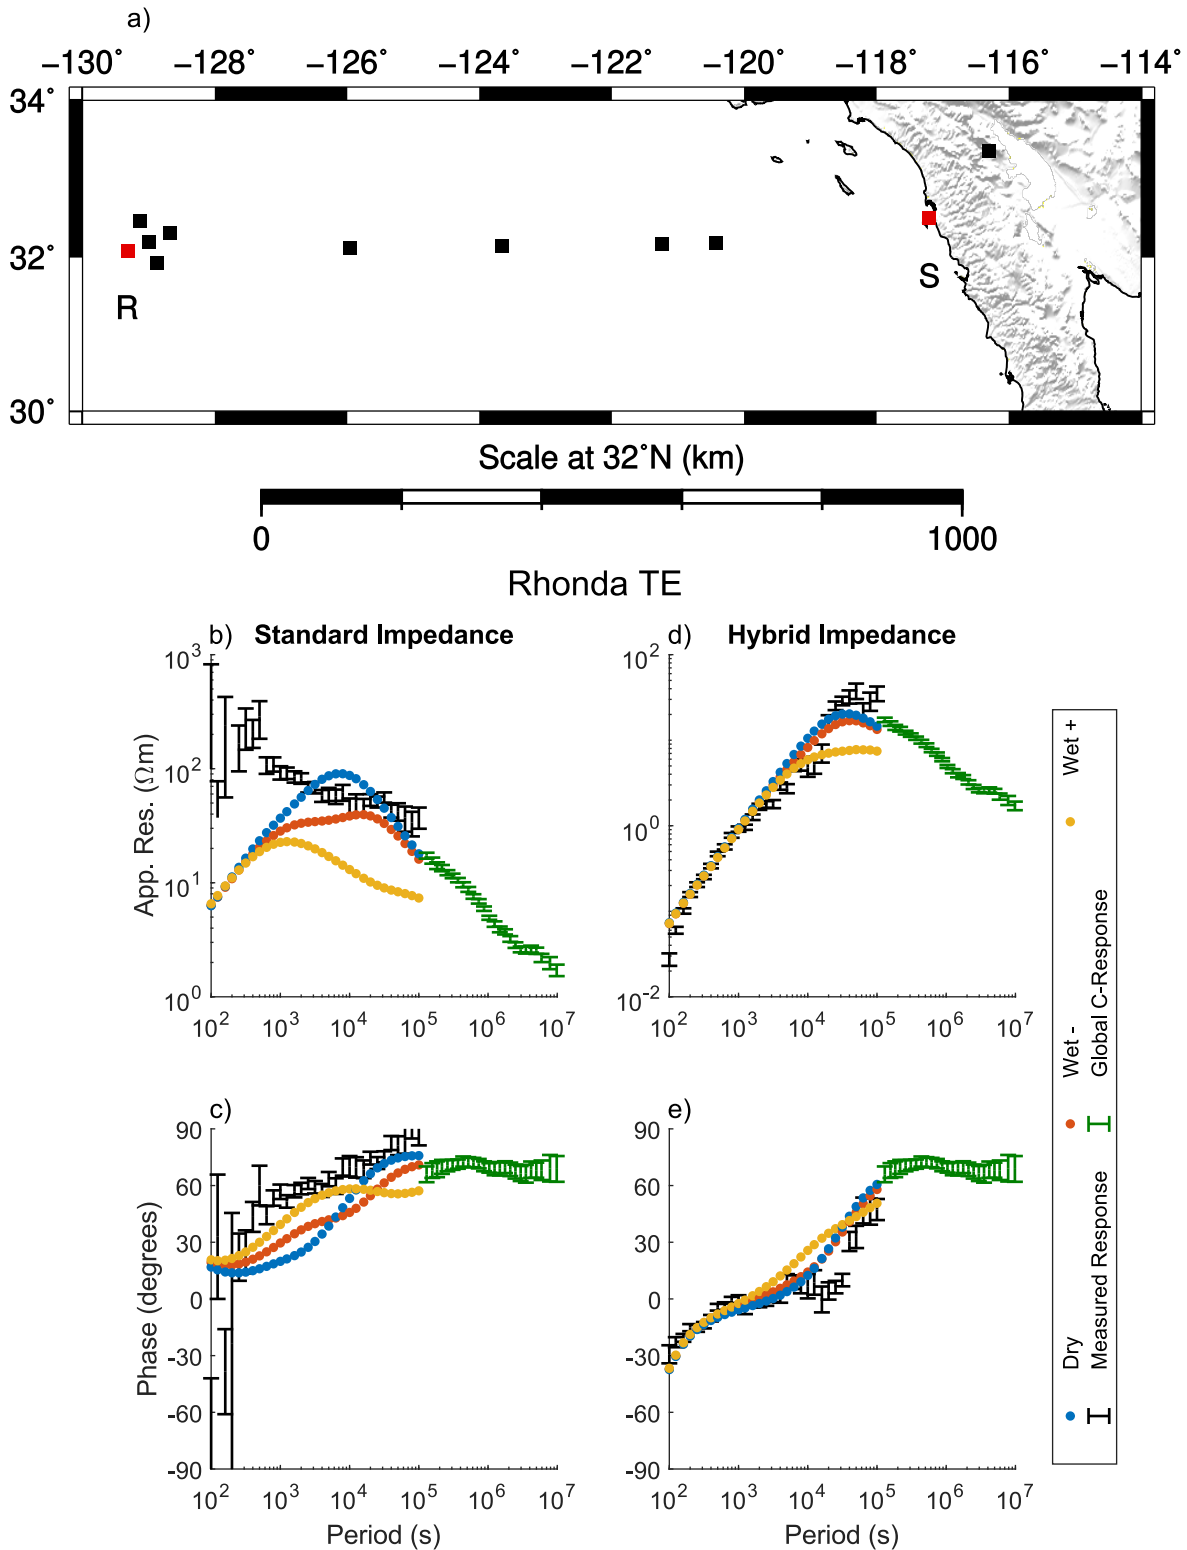 a)
−130˚ −128˚ −126˚ −124˚ −122˚ −120˚ −118˚ −116˚ −114˚
34˚
32˚
30˚
R
S
Scale at 32˚N (km)
0 1000
Rhonda TE
b) Standard Impedance
d) Hybrid Impedance
App. Res. (Ωm)
10³
10²
10¹
10⁰
10² 10³ 10⁴ 10⁵ 10⁶ 10⁷
10²
10⁰
10⁻²
10² 10³ 10⁴ 10⁵ 10⁶ 10⁷
c)
Phase (degrees)
90
60
30
0
-30
-60
-90
10² 10³ 10⁴ 10⁵ 10⁶ 10⁷
Period (s)
e)
90
60
30
0
-30
-60
-90
10² 10³ 10⁴ 10⁵ 10⁶ 10⁷
Period (s)
Dry Wet - Wet +
Measured Response Global C-Response